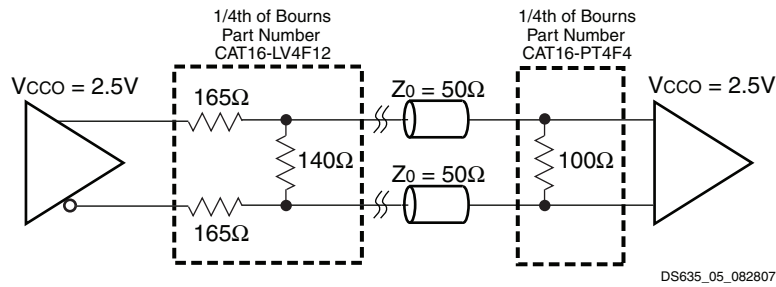 1/4th of Bourns
Part Number
CAT16-LV4F12
1/4th of Bourns
Part Number
CAT16-PT4F4
VCCO = 2.5V
165Ω
140Ω
165Ω
Z0 = 50Ω
Z0 = 50Ω
100Ω
VCCO = 2.5V
DS635_05_082807